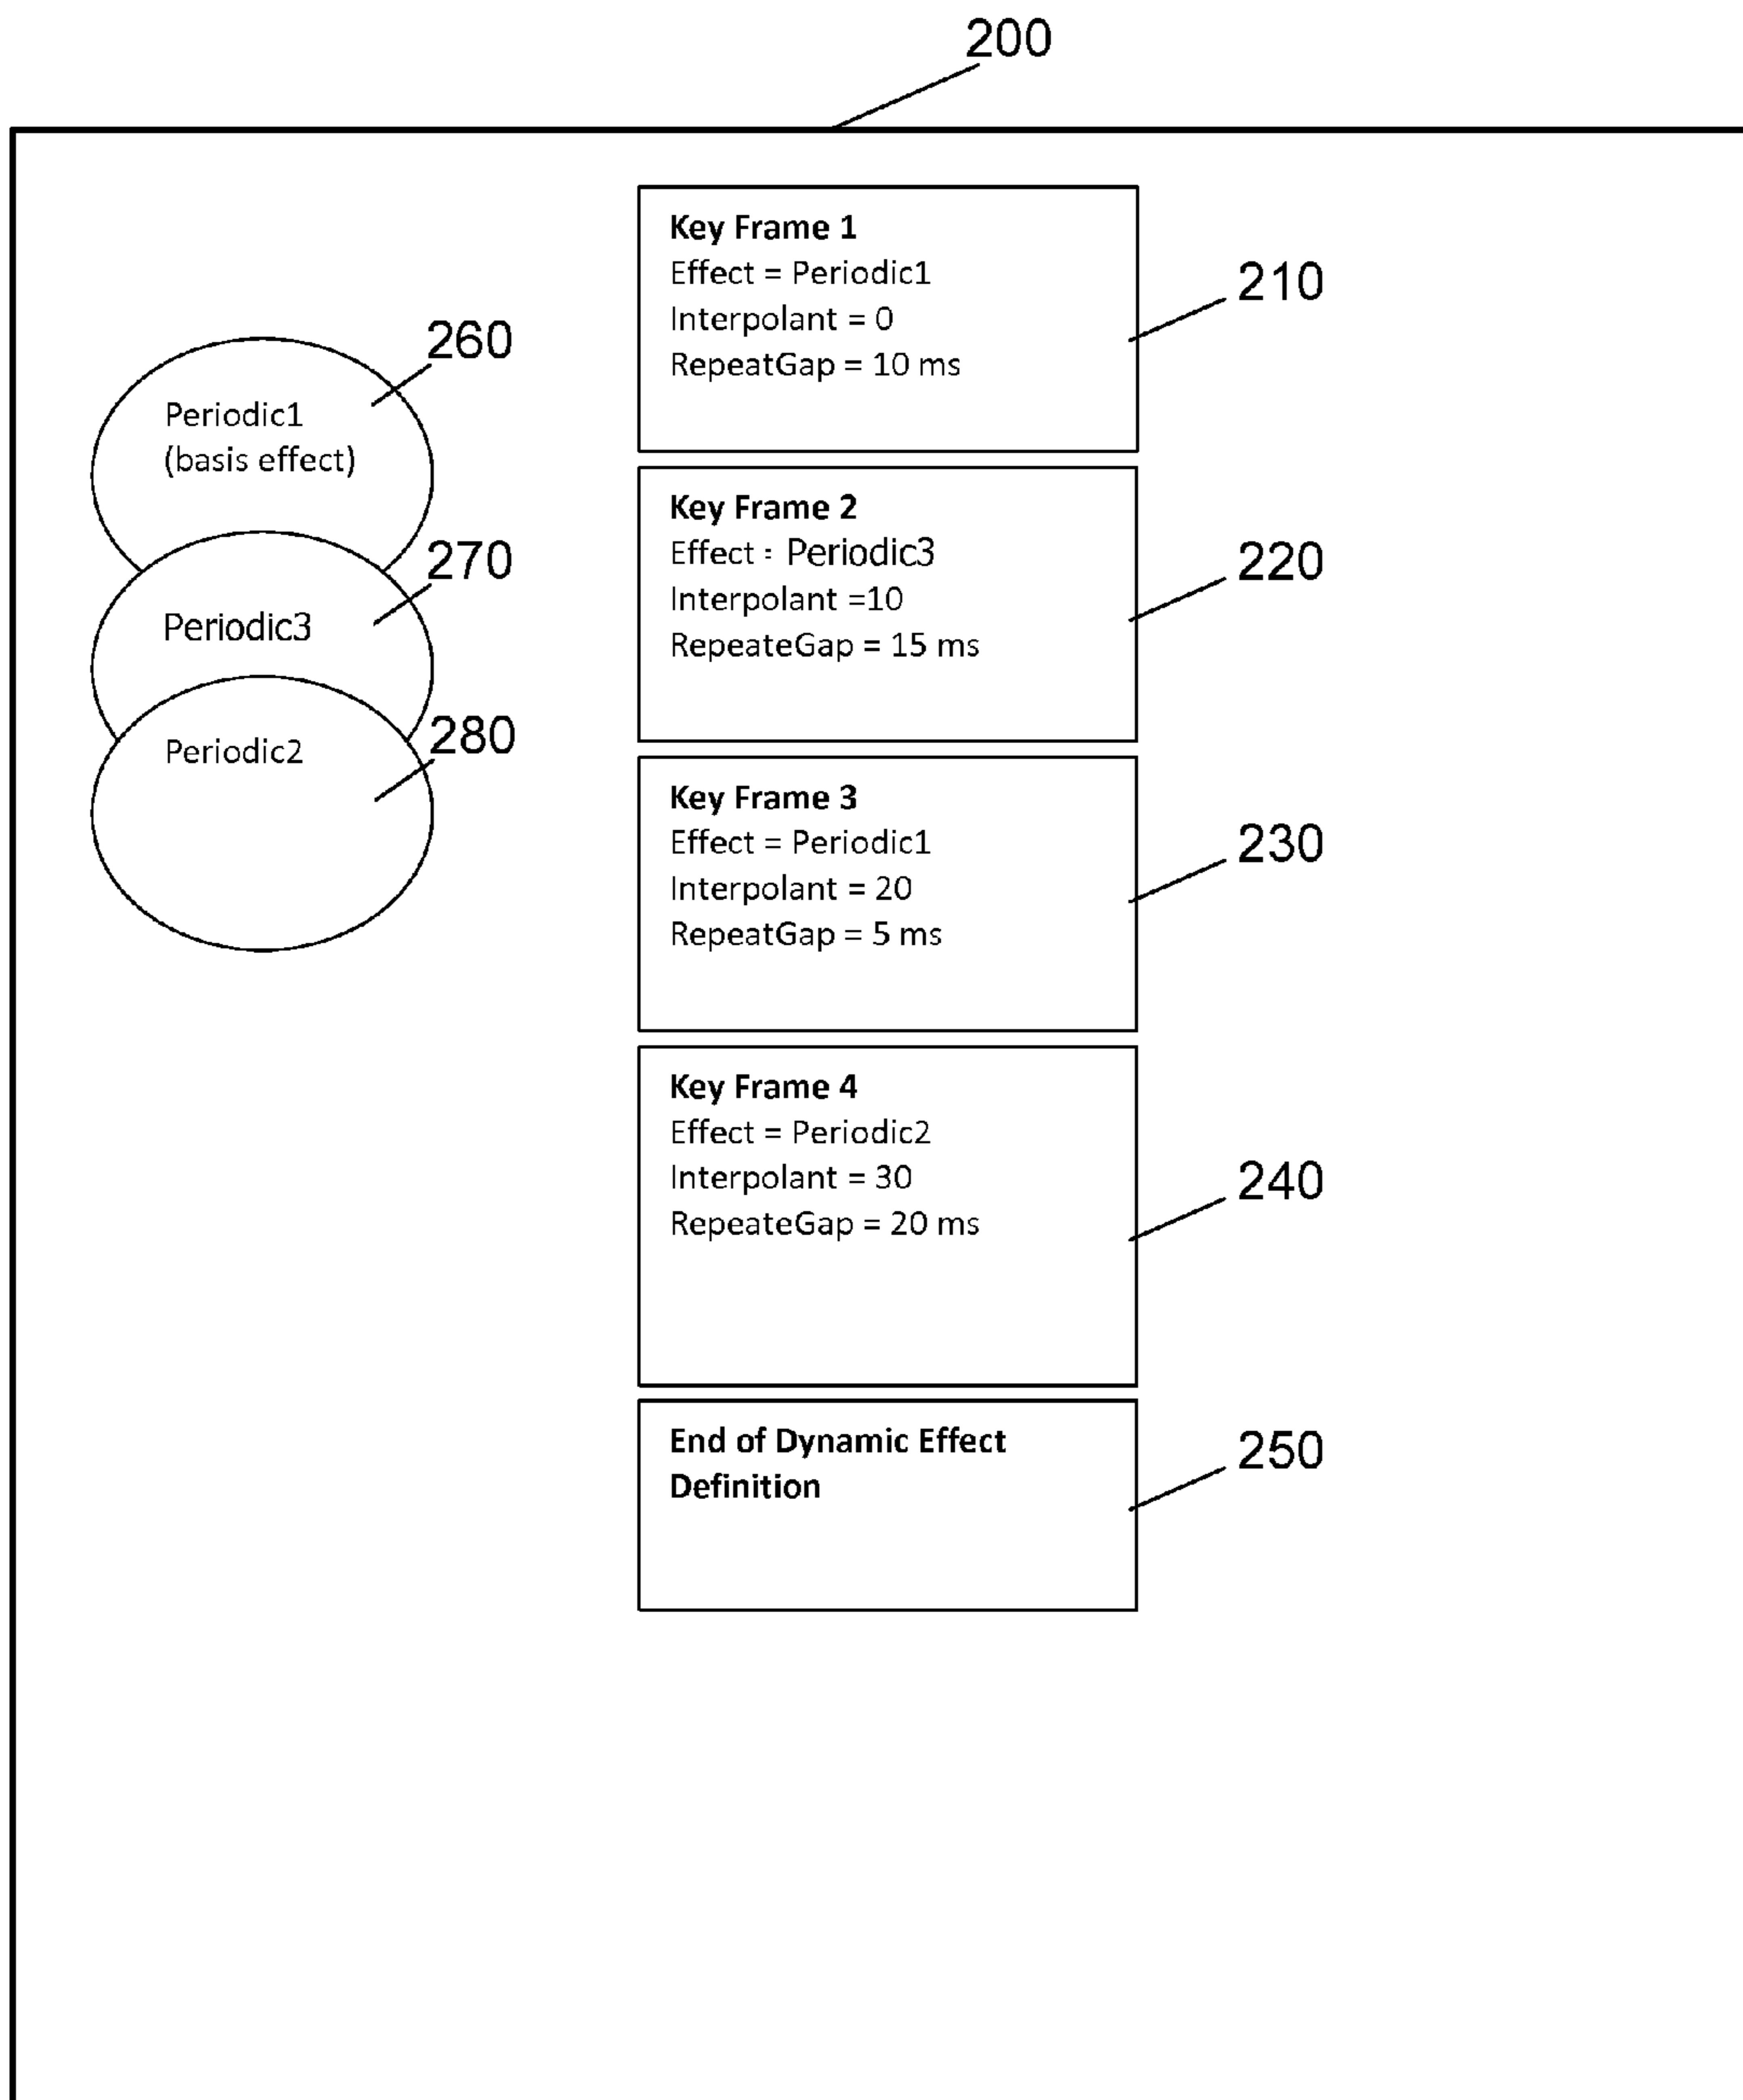 200
Key Frame 1
Effect = Periodic1
Interpolant = 0
RepeatGap = 10 ms
210
260
Periodic1
(basis effect)
Key Frame 2
Effect = Periodic3
Interpolant =10
RepeateGap = 15 ms
220
270
Periodic3
280
Periodic2
Key Frame 3
Effect = Periodic1
Interpolant = 20
RepeatGap = 5 ms
230
Key Frame 4
Effect = Periodic2
Interpolant = 30
RepeateGap = 20 ms
240
End of Dynamic Effect
Definition
250